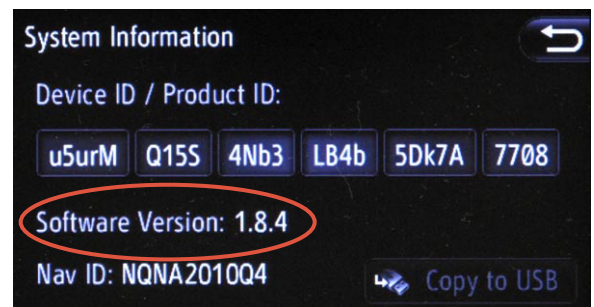 System Information
Device ID / Product ID:
u5urM Q15S 4Nb3 LB4b 5Dk7A 7708
Software Version: 1.8.4
Nav ID: NQNA2010Q4
Copy to USB